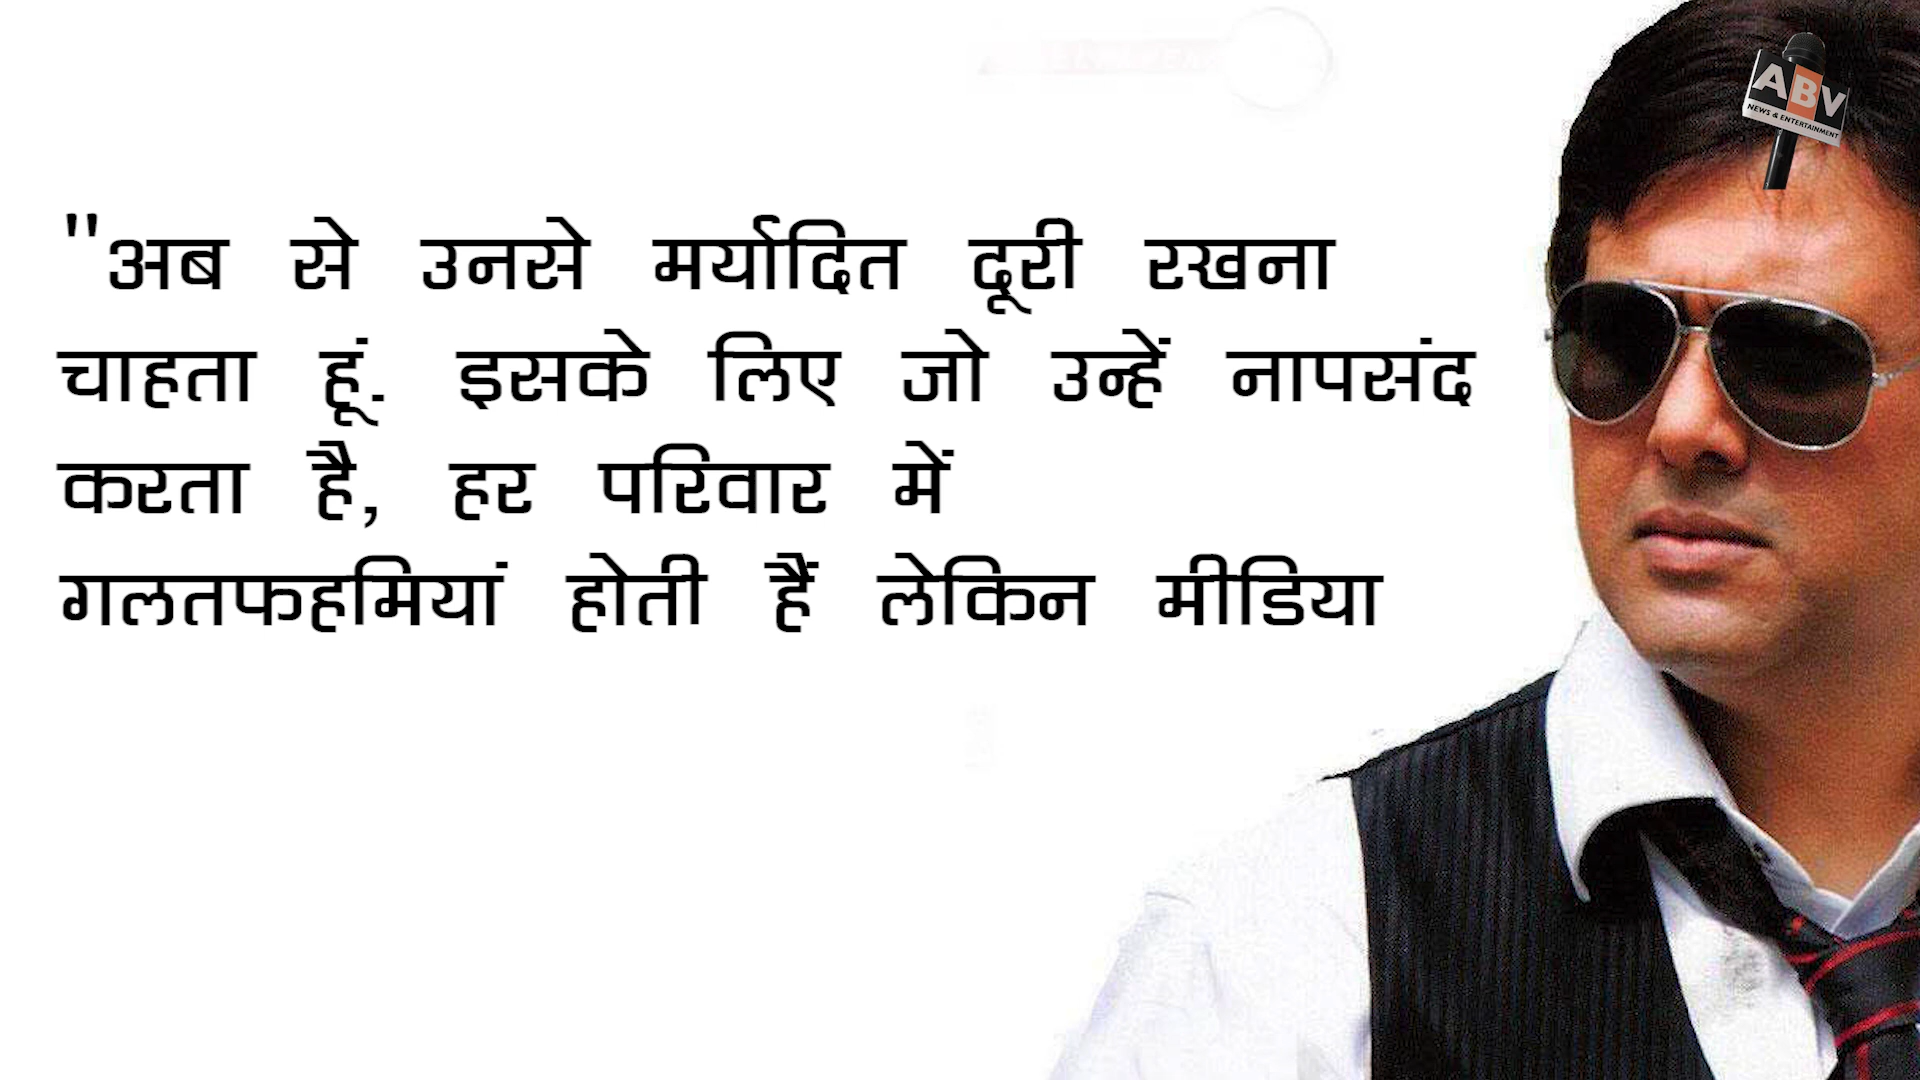 "अब से उनसे मर्यादित दूरी रखना
चाहता हूं. इसके लिए जो उन्हें नापसंद
करता है, हर परिवार में
गलतफहमियां होती हैं लेकिन मीडिया
ABV
NEWS & ENTERTAINMENT